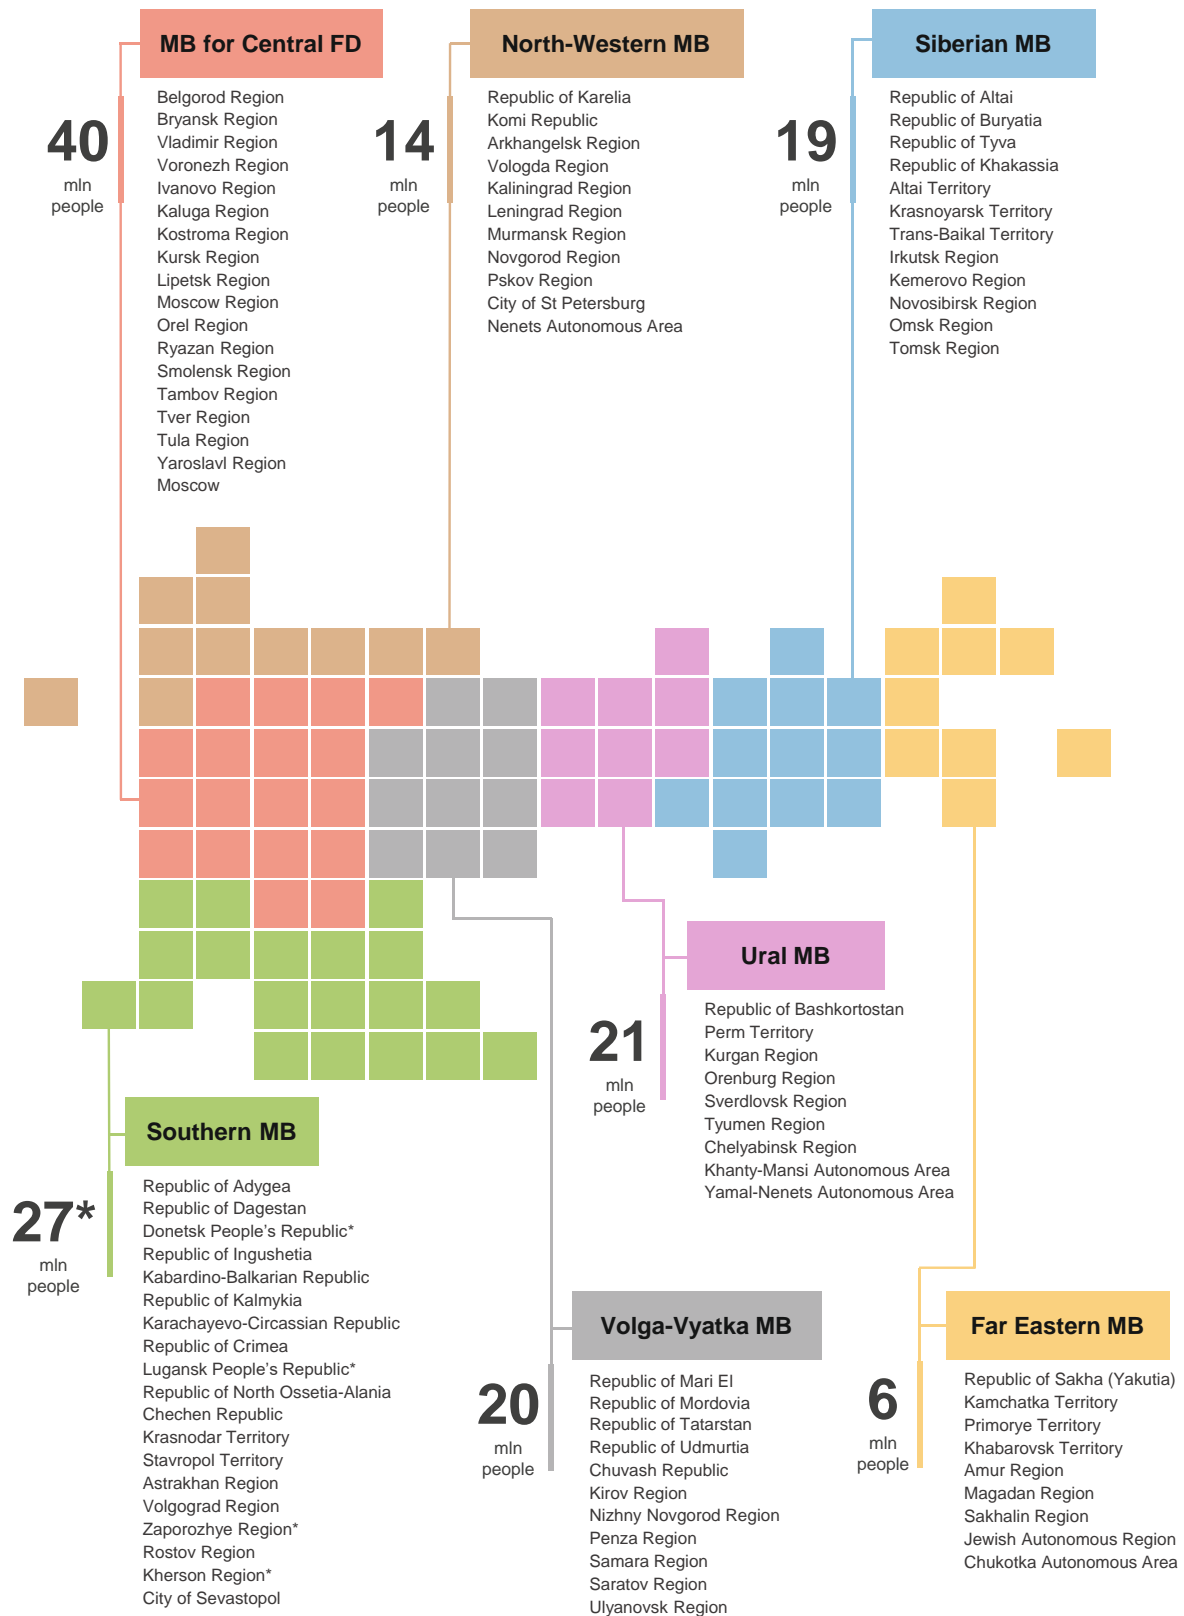 MB for Central FD
40
mln
people
Belgorod Region
Bryansk Region
Vladimir Region
Voronezh Region
Ivanovo Region
Kaluga Region
Kostroma Region
Kursk Region
Lipetsk Region
Moscow Region
Orel Region
Ryazan Region
Smolensk Region
Tambov Region
Tver Region
Tula Region
Yaroslavl Region
Moscow
North-Western MB
14
mln
people
Republic of Karelia
Komi Republic
Arkhangelsk Region
Vologda Region
Kaliningrad Region
Leningrad Region
Murmansk Region
Novgorod Region
Pskov Region
City of St Petersburg
Nenets Autonomous Area
Siberian MB
19
mln
people
Republic of Altai
Republic of Buryatia
Republic of Tyva
Republic of Khakassia
Altai Territory
Krasnoyarsk Territory
Trans-Baikal Territory
Irkutsk Region
Kemerovo Region
Novosibirsk Region
Omsk Region
Tomsk Region
Ural MB
21
mln
people
Republic of Bashkortostan
Perm Territory
Kurgan Region
Orenburg Region
Sverdlovsk Region
Tyumen Region
Chelyabinsk Region
Khanty-Mansi Autonomous Area
Yamal-Nenets Autonomous Area
Southern MB
27*
mln
people
Republic of Adygea
Republic of Dagestan
Donetsk People's Republic*
Republic of Ingushetia
Kabardino-Balkarian Republic
Republic of Kalmykia
Karachayevo-Circassian Republic
Republic of Crimea
Lugansk People's Republic*
Republic of North Ossetia-Alania
Chechen Republic
Krasnodar Territory
Stavropol Territory
Astrakhan Region
Volgograd Region
Zaporozhye Region*
Rostov Region
Kherson Region*
City of Sevastopol
Volga-Vyatka MB
20
mln
people
Republic of Mari El
Republic of Mordovia
Republic of Tatarstan
Republic of Udmurtia
Chuvash Republic
Kirov Region
Nizhny Novgorod Region
Penza Region
Samara Region
Saratov Region
Ulyanovsk Region
Far Eastern MB
6
mln
people
Republic of Sakha (Yakutia)
Kamchatka Territory
Primorye Territory
Khabarovsk Territory
Amur Region
Magadan Region
Sakhalin Region
Jewish Autonomous Region
Chukotka Autonomous Area